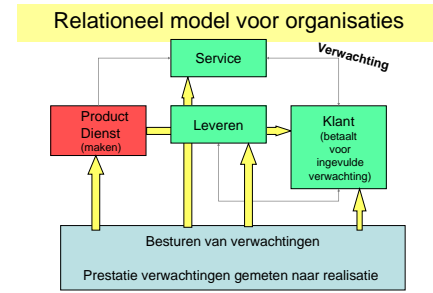 Relationeel model voor organisaties
Service
Verwachting
Product
Dienst
(maken)
Leveren
Klant
(betaalt
voor
ingevulde
verwachting)
Besturen van verwachtingen
Prestatie verwachtingen gemeten naar realisatie